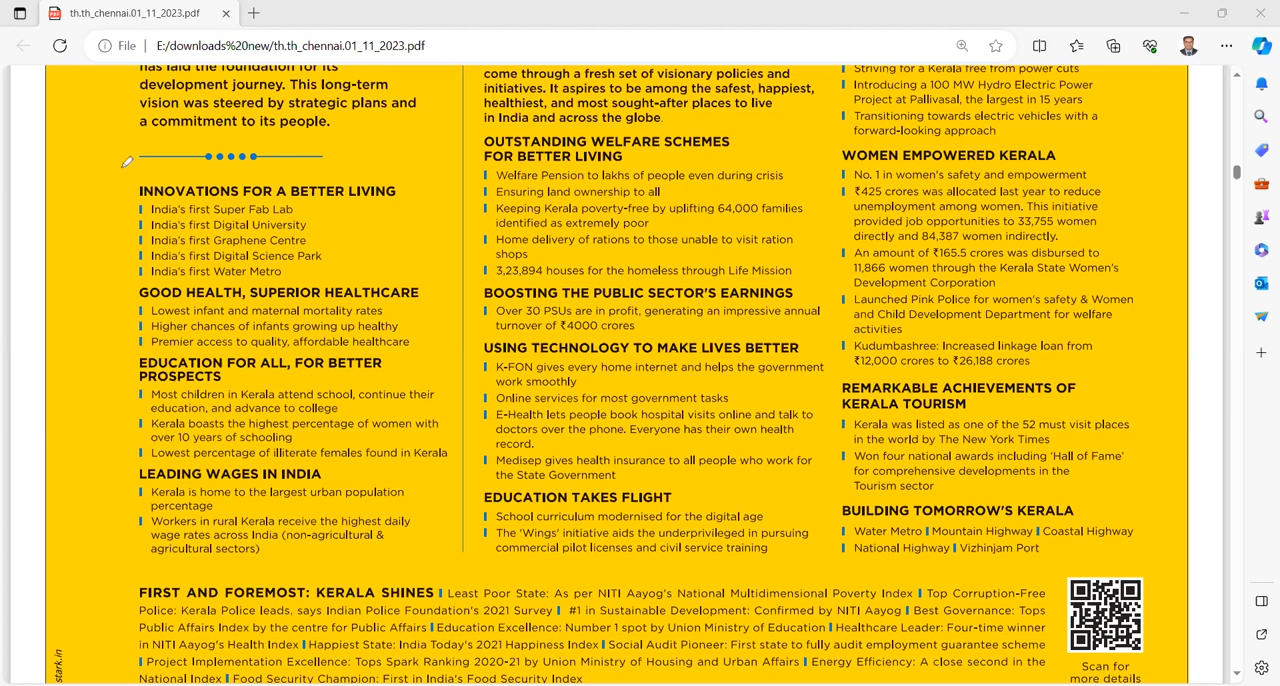 th.th_chennai.01_11_2023.pdf
File
E:/downloads%20new/th.th_chennai.01_11_2023.pdf
has laid the foundation for its
development journey. This long-term
vision was steered by strategic plans and
a commitment to its people.
INNOVATIONS FOR A BETTER LIVING
India's first Super Fab Lab
India's first Digital University
India's first Graphene Centre
India's first Digital Science Park
India's first Water Metro
GOOD HEALTH, SUPERIOR HEALTHCARE
Lowest infant and maternal mortality rates
Higher chances of infants growing up healthy
Premier access to quality, affordable healthcare
EDUCATION FOR ALL, FOR BETTER
PROSPECTS
Most children in Kerala attend school, continue their
education, and advance to college
Kerala boasts the highest percentage of women with
over 10 years of schooling
Lowest percentage of illiterate females found in Kerala
LEADING WAGES IN INDIA
Kerala is home to the largest urban population
percentage
Workers in rural Kerala receive the highest daily
wage rates across India (non-agricultural &
agricultural sectors)
come through a fresh set of visionary policies and
initiatives. It aspires to be among the safest, happiest,
healthiest, and most sought-after places to live
in India and across the globe.
OUTSTANDING WELFARE SCHEMES
FOR BETTER LIVING
Welfare Pension to lakhs of people even during crisis
Ensuring land ownership to all
Keeping Kerala poverty-free by uplifting 64,000 families
identified as extremely poor
Home delivery of rations to those unable to visit ration
shops
3,23,894 houses for the homeless through Life Mission
BOOSTING THE PUBLIC SECTOR'S EARNINGS
Over 30 PSUs are in profit, generating an impressive annual
turnover of ₹4000 crores
USING TECHNOLOGY TO MAKE LIVES BETTER
K-FON gives every home internet and helps the government
work smoothly
Online services for most government tasks
E-Health lets people book hospital visits online and talk to
doctors over the phone. Everyone has their own health
record.
Medisep gives health insurance to all people who work for
the State Government
EDUCATION TAKES FLIGHT
School curriculum modernised for the digital age
The 'Wings' initiative aids the underprivileged in pursuing
commercial pilot licenses and civil service training
Striving for a Kerala free from power cuts
Introducing a 100 MW Hydro Electric Power
Project at Pallivasal, the largest in 15 years
Transitioning towards electric vehicles with a
forward-looking approach
WOMEN EMPOWERED KERALA
No. 1 in women's safety and empowerment
₹425 crores was allocated last year to reduce
unemployment among women. This initiative
provided job opportunities to 33,755 women
directly and 84,387 women indirectly.
An amount of ₹165.5 crores was disbursed to
11,866 women through the Kerala State Women's
Development Corporation
Launched Pink Police for women's safety & Women
and Child Development Department for welfare
activities
Kudumbashree: Increased linkage loan from
₹12,000 crores to ₹26,188 crores
REMARKABLE ACHIEVEMENTS OF
KERALA TOURISM
Kerala was listed as one of the 52 must visit places
in the world by The New York Times
Won four national awards including 'Hall of Fame'
for comprehensive developments in the
Tourism sector
BUILDING TOMORROW'S KERALA
Water Metro | Mountain Highway | Coastal Highway
National Highway | Vizhinjam Port
FIRST AND FOREMOST: KERALA SHINES | Least Poor State: As per NITI Aayog's National Multidimensional Poverty Index | Top Corruption-Free
Police: Kerala Police leads, says Indian Police Foundation's 2021 Survey | #1 in Sustainable Development: Confirmed by NITI Aayog | Best Governance: Tops
Public Affairs Index by the centre for Public Affairs | Education Excellence: Number 1 spot by Union Ministry of Education | Healthcare Leader: Four-time winner
in NITI Aayog's Health Index | Happiest State: India Today's 2021 Happiness Index | Social Audit Pioneer: First state to fully audit employment guarantee scheme
| Project Implementation Excellence: Tops Spark Ranking 2020-21 by Union Ministry of Housing and Urban Affairs | Energy Efficiency: A close second in the
National Index | Food Security Champion: First in India's Food Security Index
Scan for
more details
stark.in